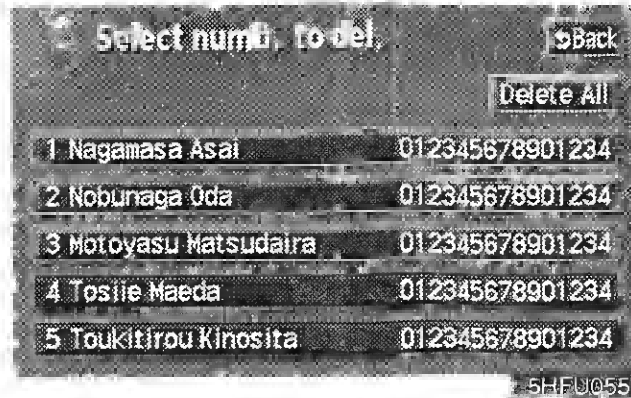 Select numb. to del.
Back
Delete All
1 Nagamasa Asai 012345678901234
2 Nobunaga Oda 012345678901234
3 Motoyasu Matsudaira 012345678901234
4 Tosiie Maeda 012345678901234
5 Toukitirou Kinosita 012345678901234
5HFU055